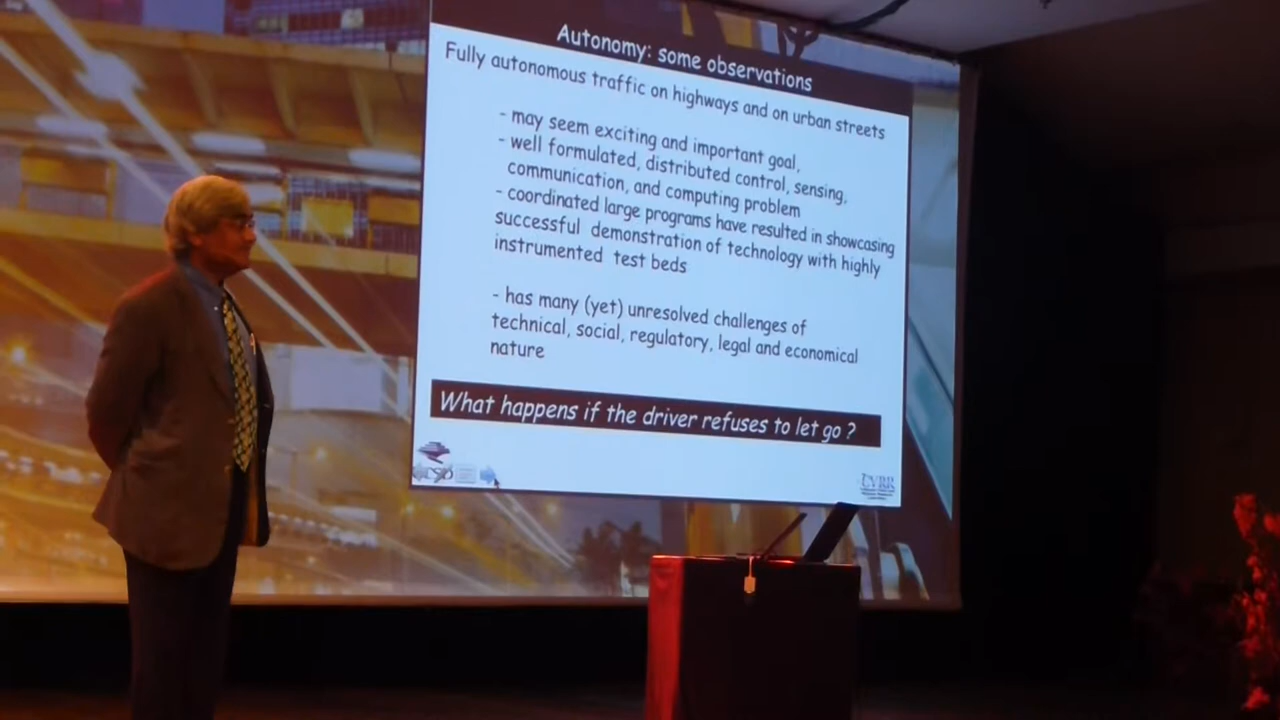 Autonomy: some observations
Fully autonomous traffic on highways and on urban streets
- may seem exciting and important goal,
- well formulated, distributed control, sensing,
communication, and computing problem
- coordinated large programs have resulted in showcasing
successful demonstration of technology with highly
instrumented test beds
- has many (yet) unresolved challenges of
technical, social, regulatory, legal and economical
nature
What happens if the driver refuses to let go ?